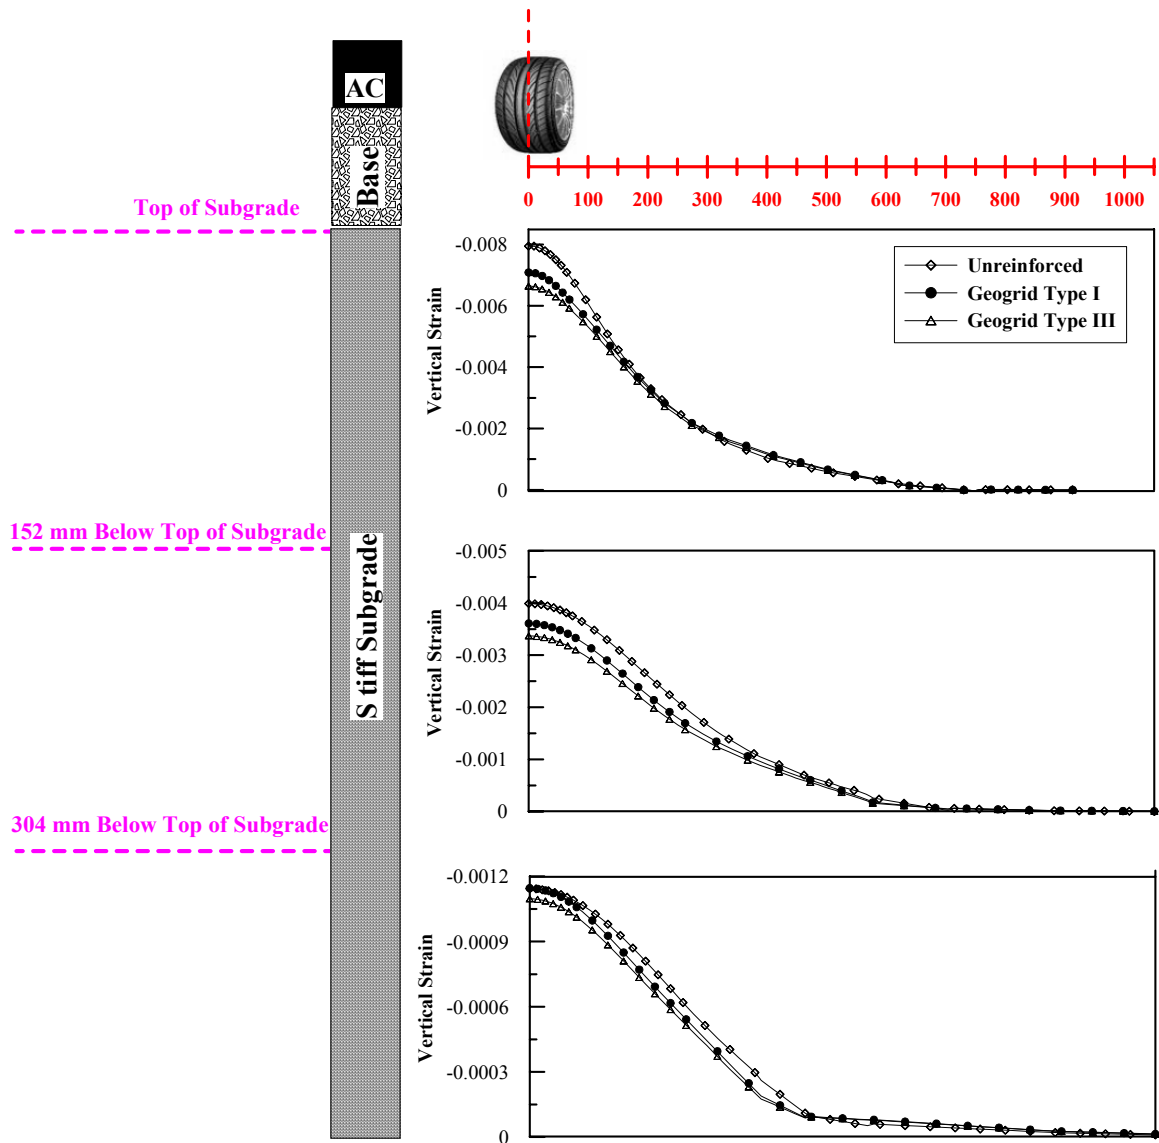 AC
Base
S tiff Subgrade
Top of Subgrade
152 mm Below Top of Subgrade
304 mm Below Top of Subgrade
0 100 200 300 400 500 600 700 800 900 1000
Vertical Strain
-0.008
-0.006
-0.004
-0.002
0
Unreinforced
Geogrid Type I
Geogrid Type III
Vertical Strain
-0.005
-0.004
-0.003
-0.002
-0.001
0
Vertical Strain
-0.0012
-0.0009
-0.0006
-0.0003
0